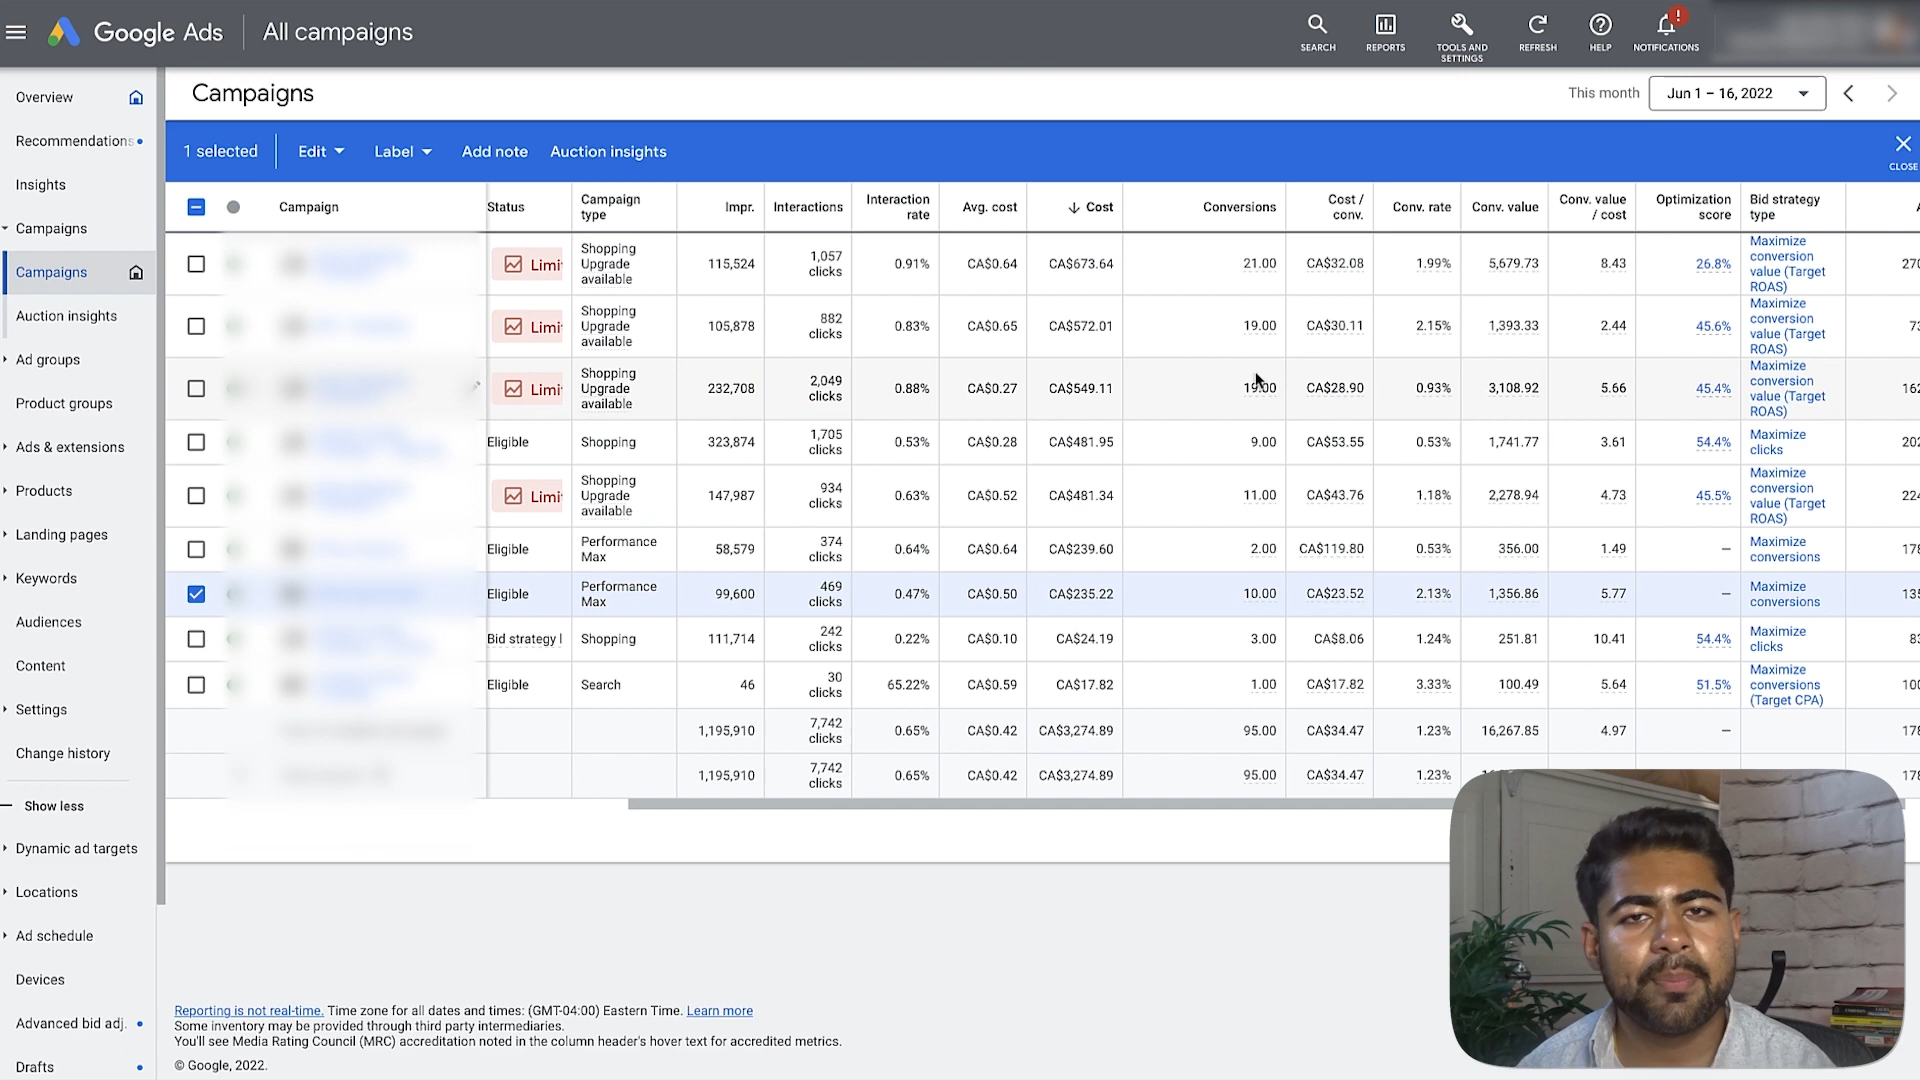 Google Ads
All campaigns
SEARCH
REPORTS
TOOLS AND
SETTINGS
REFRESH
HELP
!
NOTIFICATIONS
Overview
Recommendations
Insights
Campaigns
Campaigns
Auction insights
Ad groups
Product groups
Ads & extensions
Products
Landing pages
Keywords
Audiences
Content
Settings
Change history
Show less
Dynamic ad targets
Locations
Ad schedule
Devices
Advanced bid adj.
Drafts
Campaigns
This month
Jun 1 – 16, 2022
1 selected
Edit
Label
Add note
Auction insights
CLOSE
Campaign
Status
Campaign type
Impr.
Interactions
Interaction rate
Avg. cost
Cost
Conversions
Cost / conv.
Conv. rate
Conv. value
Conv. value / cost
Optimization score
Bid strategy type
Limi Shopping Upgrade available 115,524 1,057 clicks 0.91% CA$0.64 CA$673.64 21.00 CA$32.08 1.99% 5,679.73 8.43 26.8% Maximize conversion value (Target ROAS) 270
Limi Shopping Upgrade available 105,878 882 clicks 0.83% CA$0.65 CA$572.01 19.00 CA$30.11 2.15% 1,393.33 2.44 45.6% Maximize conversion value (Target ROAS) 73
Limi Shopping Upgrade available 232,708 2,049 clicks 0.88% CA$0.27 CA$549.11 19.00 CA$28.90 0.93% 3,108.92 5.66 45.4% Maximize conversion value (Target ROAS) 162
Eligible Shopping 323,874 1,705 clicks 0.53% CA$0.28 CA$481.95 9.00 CA$53.55 0.53% 1,741.77 3.61 54.4% Maximize clicks 202
Limi Shopping Upgrade available 147,987 934 clicks 0.63% CA$0.52 CA$481.34 11.00 CA$43.76 1.18% 2,278.94 4.73 45.5% Maximize conversion value (Target ROAS) 224
Eligible Performance Max 58,579 374 clicks 0.64% CA$0.64 CA$239.60 2.00 CA$119.80 0.53% 356.00 1.49 – Maximize conversions 178
Eligible Performance Max 99,600 469 clicks 0.47% CA$0.50 CA$235.22 10.00 CA$23.52 2.13% 1,356.86 5.77 – Maximize conversions 135
Bid strategy l Shopping 111,714 242 clicks 0.22% CA$0.10 CA$24.19 3.00 CA$8.06 1.24% 251.81 10.41 54.4% Maximize clicks 83
Eligible Search 46 30 clicks 65.22% CA$0.59 CA$17.82 1.00 CA$17.82 3.33% 100.49 5.64 51.5% Maximize conversions (Target CPA) 100
1,195,910 7,742 clicks 0.65% CA$0.42 CA$3,274.89 95.00 CA$34.47 1.23% 16,267.85 4.97 – 178
1,195,910 7,742 clicks 0.65% CA$0.42 CA$3,274.89 95.00 CA$34.47 1.23% 178
Reporting is not real-time. Time zone for all dates and times: (GMT-04:00) Eastern Time. Learn more
Some inventory may be provided through third party intermediaries.
You'll see Media Rating Council (MRC) accreditation noted in the column header's hover text for accredited metrics.
© Google, 2022.